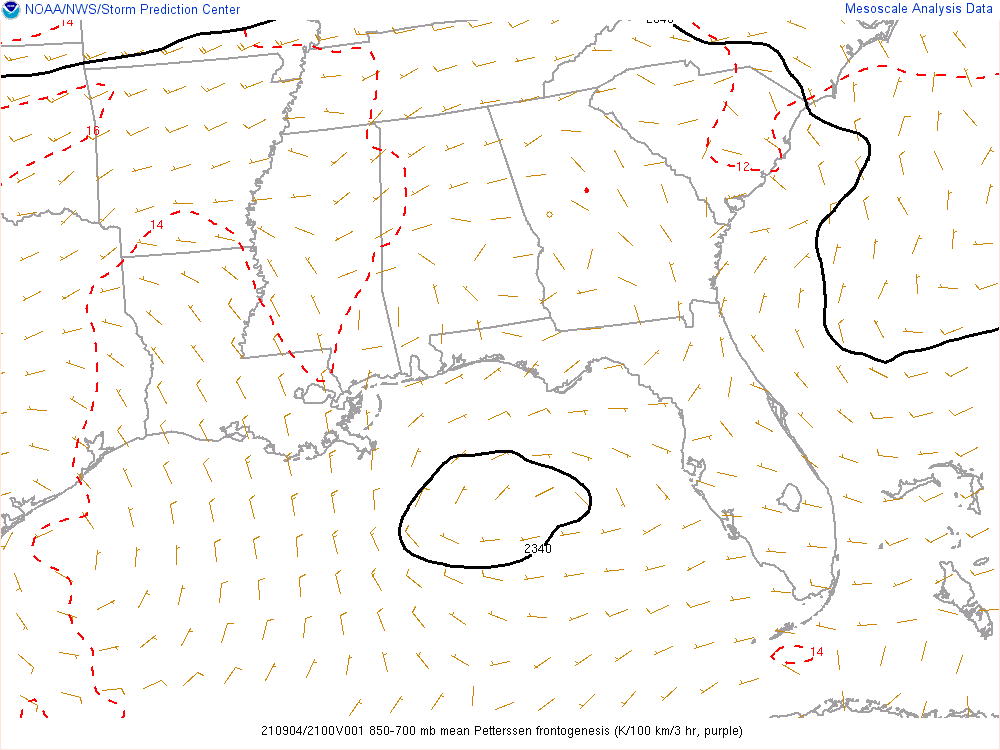 NOAA/NWS/Storm Prediction Center
Mesoscale Analysis Data
14
2340
16
12
14
2340
14
210904/2100V001 850-700 mb mean Petterssen frontogenesis (K/100 km/3 hr, purple)